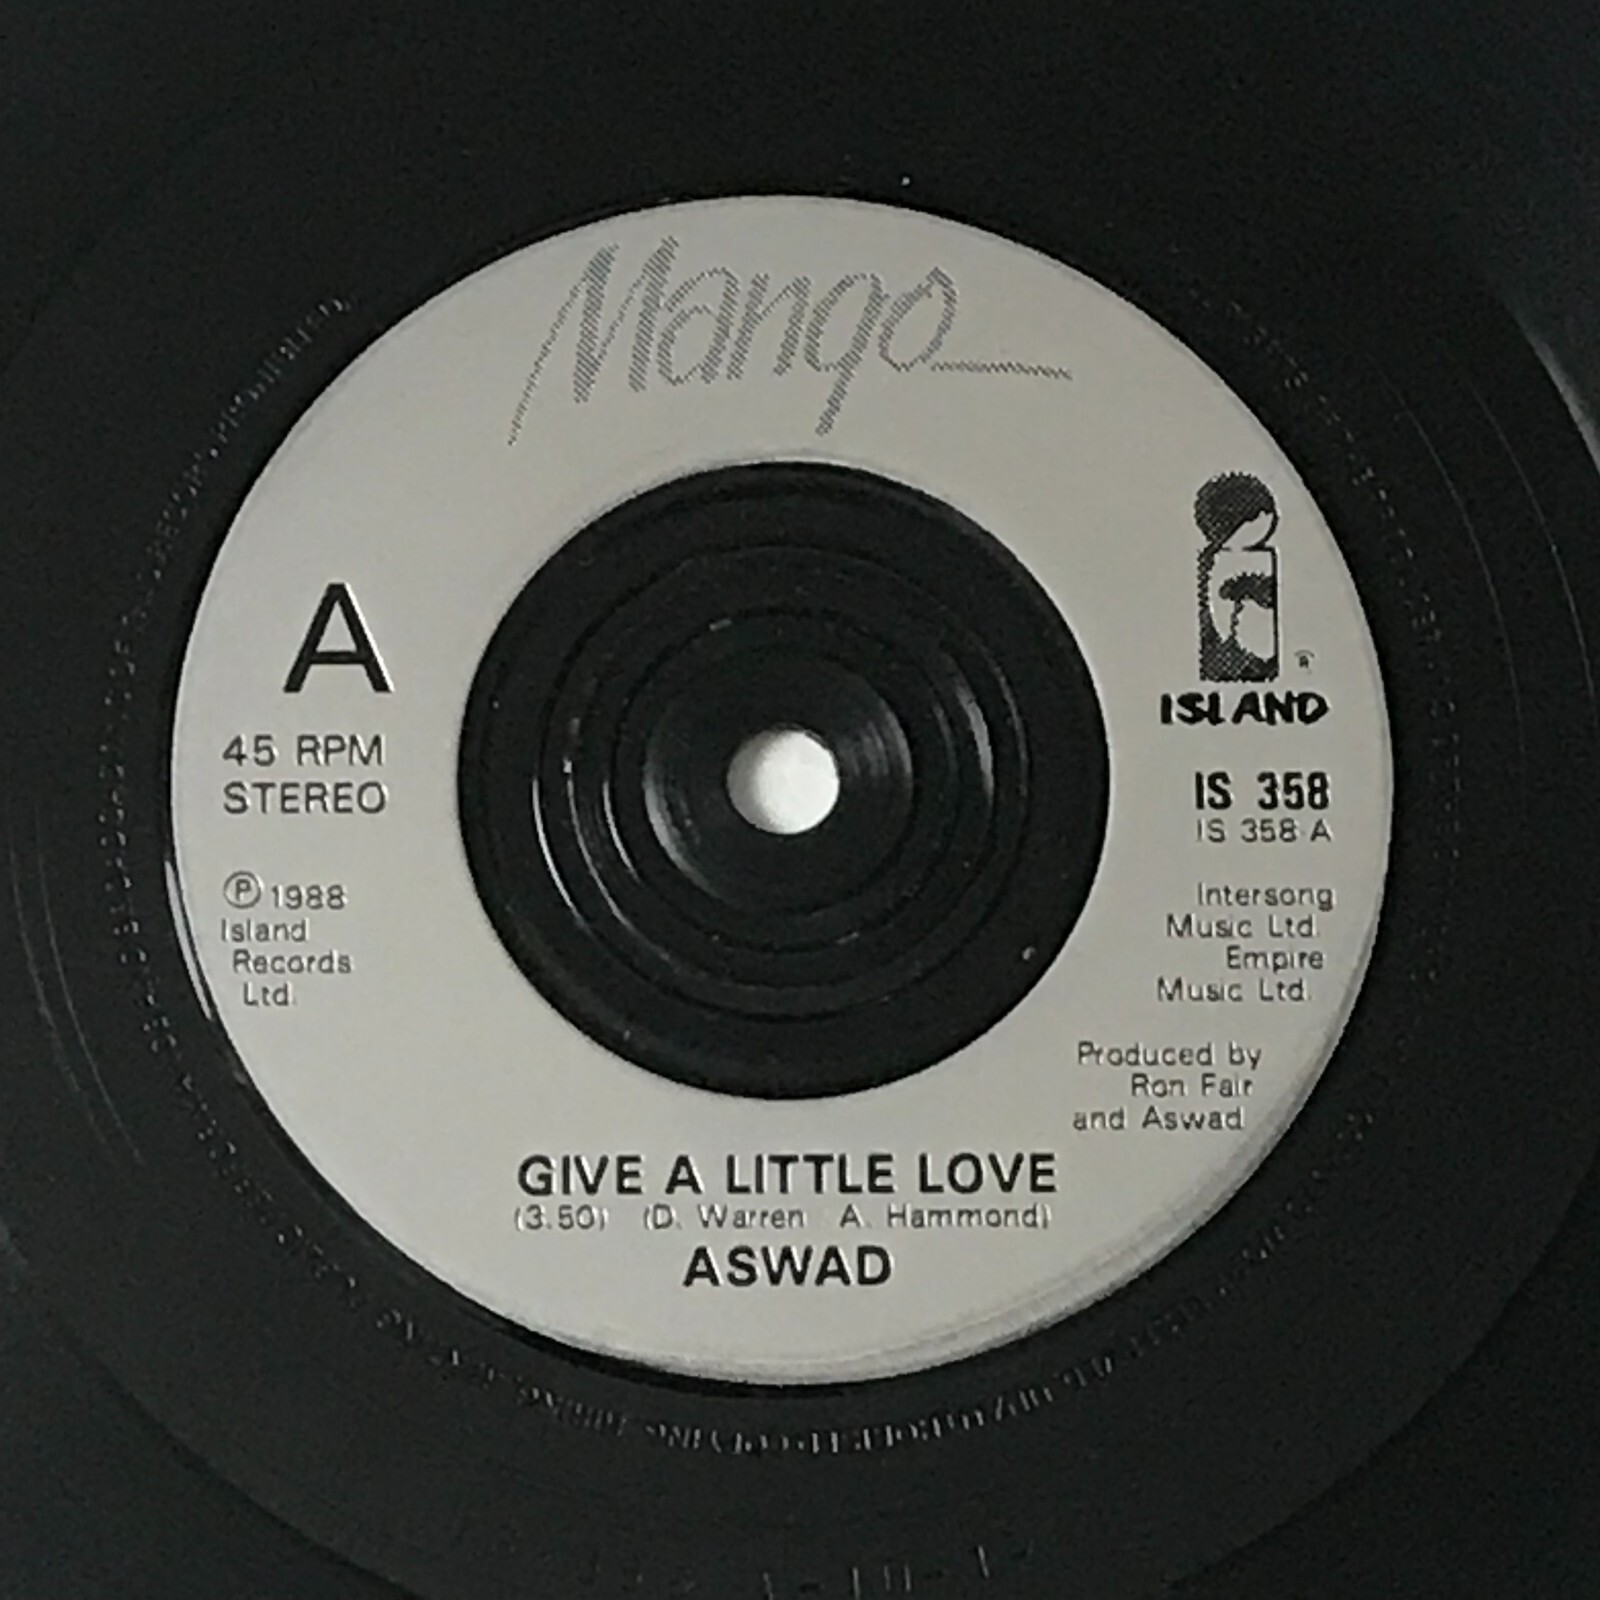 Mango
A
45 RPM
STEREO
Ⓟ 1988
Island
Records
Ltd.
ISLAND
®
IS 358
IS 358 A
Intersong
Music Ltd.
Empire
Music Ltd.
Produced by
Ron Fair
and Aswad
GIVE A LITTLE LOVE
(3.50) (D. Warren A. Hammond)
ASWAD